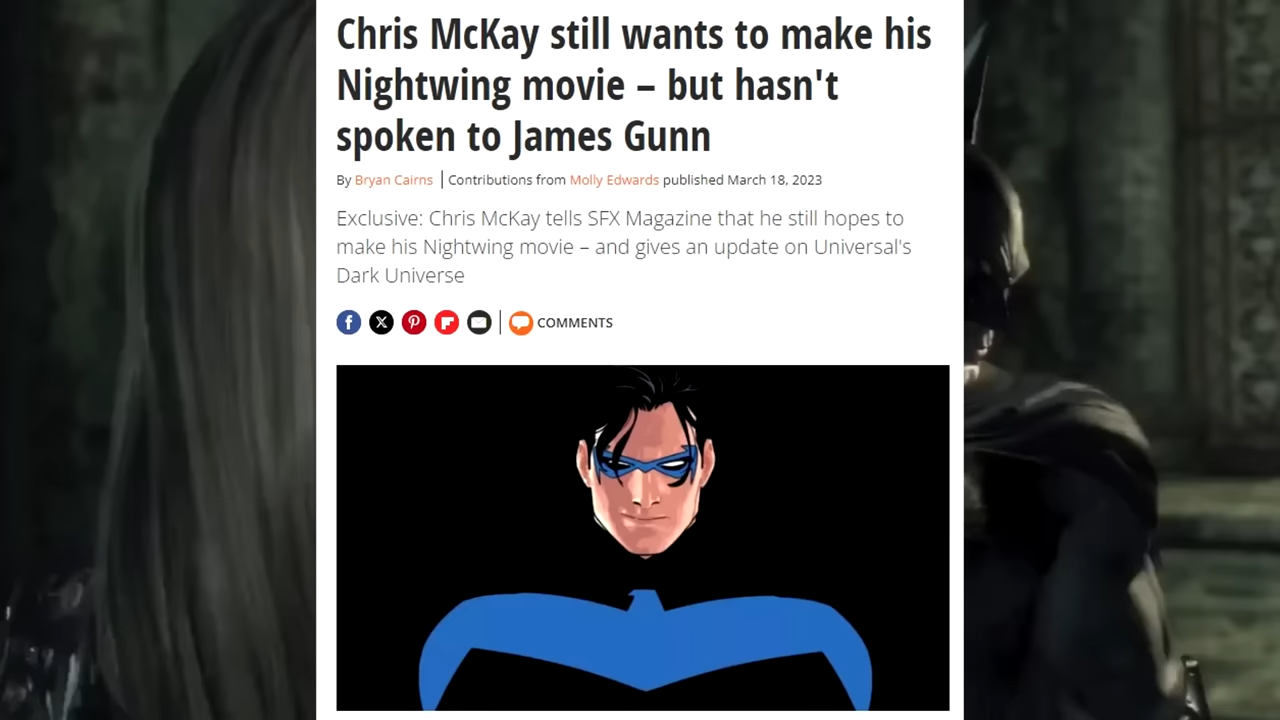 Chris McKay still wants to make his
Nightwing movie – but hasn't
spoken to James Gunn
By Bryan Cairns | Contributions from Molly Edwards published March 18, 2023
Exclusive: Chris McKay tells SFX Magazine that he still hopes to
make his Nightwing movie – and gives an update on Universal's
Dark Universe
COMMENTS